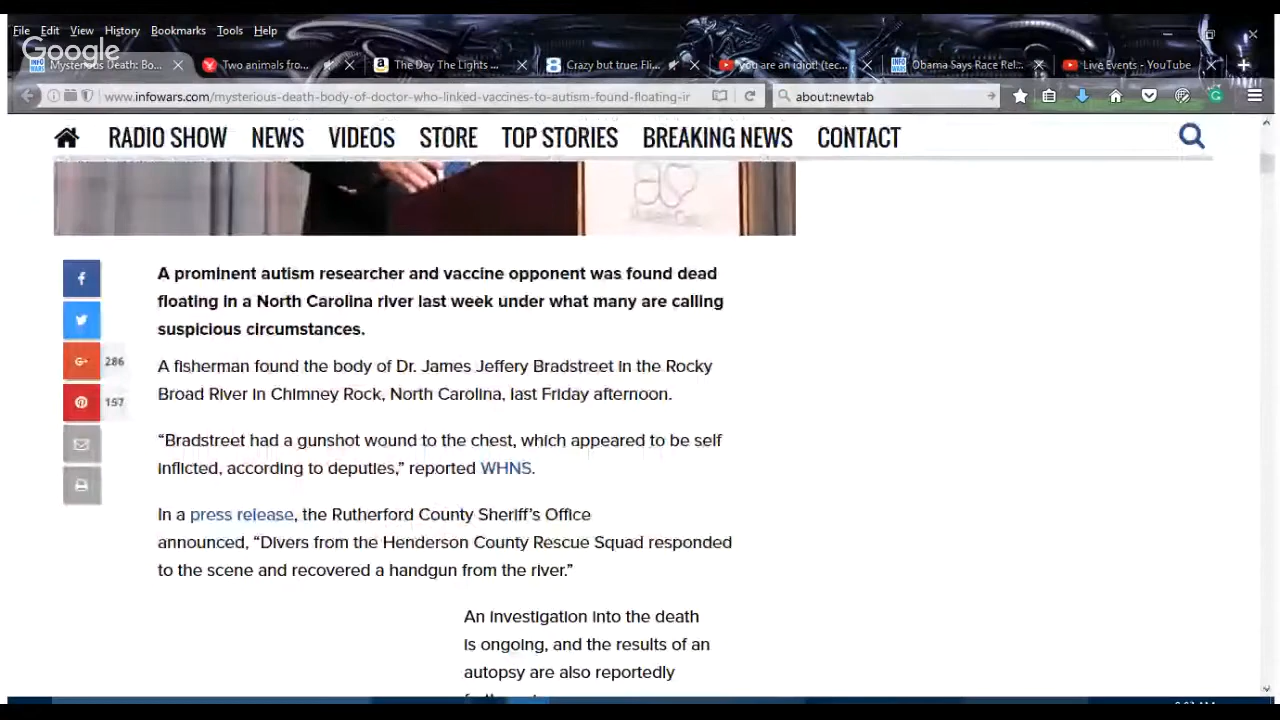 File Edit View History Bookmarks Tools Help
Google
Mysterious Death: Bo... Two animals fro... The Day The Lights ... Crazy but true: Fli... you are an idiot! (tec... Obama Says Race Rel... Live Events - YouTube
www.infowars.com/mysterious-death-body-of-doctor-who-linked-vaccines-to-autism-found-floating-ir about:newtab
RADIO SHOW NEWS VIDEOS STORE TOP STORIES BREAKING NEWS CONTACT
A prominent autism researcher and vaccine opponent was found dead
floating in a North Carolina river last week under what many are calling
suspicious circumstances.
286
A fisherman found the body of Dr. James Jeffery Bradstreet in the Rocky
Broad River in Chimney Rock, North Carolina, last Friday afternoon.
157
“Bradstreet had a gunshot wound to the chest, which appeared to be self
inflicted, according to deputies,” reported WHNS.
In a press release, the Rutherford County Sheriff’s Office
announced, “Divers from the Henderson County Rescue Squad responded
to the scene and recovered a handgun from the river.”
An investigation into the death
is ongoing, and the results of an
autopsy are also reportedly